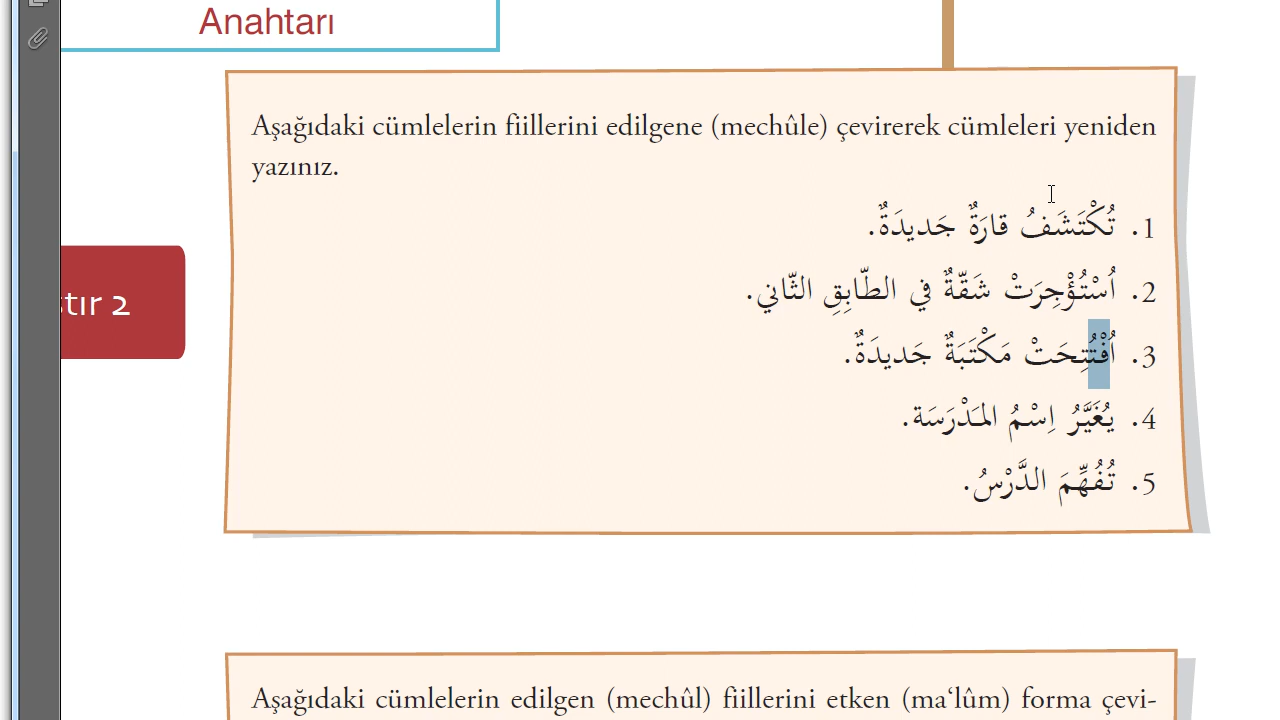 Anahtarı
Aşağıdaki cümlelerin fiillerini edilgene (mechûle) çevirerek cümleleri yeniden
yazınız.
1. تُكْتَشَفُ قارَةٌ جَديدَةٌ.
2. اُسْتُؤْجِرَتْ شَقّةٌ في الطّابِقِ الثّاني.
3. اُفْتُتِحَتْ مَكْتَبَةٌ جَديدَةٌ.
4. يُغَيَّرُ اِسْمُ المَدْرَسَة.
5. تُفُهِّمَ الدَّرْسُ.
tır 2
Aşağıdaki cümlelerin edilgen (mechûl) fiillerini etken (ma‘lûm) forma çevi-